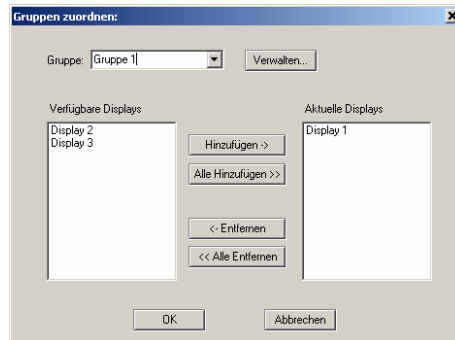 Gruppen zuordnen:
Gruppe: Gruppe 1 Verwalten...
Verfügbare Displays Aktuelle Displays
Display 2
Display 3
Hinzufügen ->
Alle Hinzufügen >>
<- Entfernen
<< Alle Entfernen
Display 1
OK Abbrechen